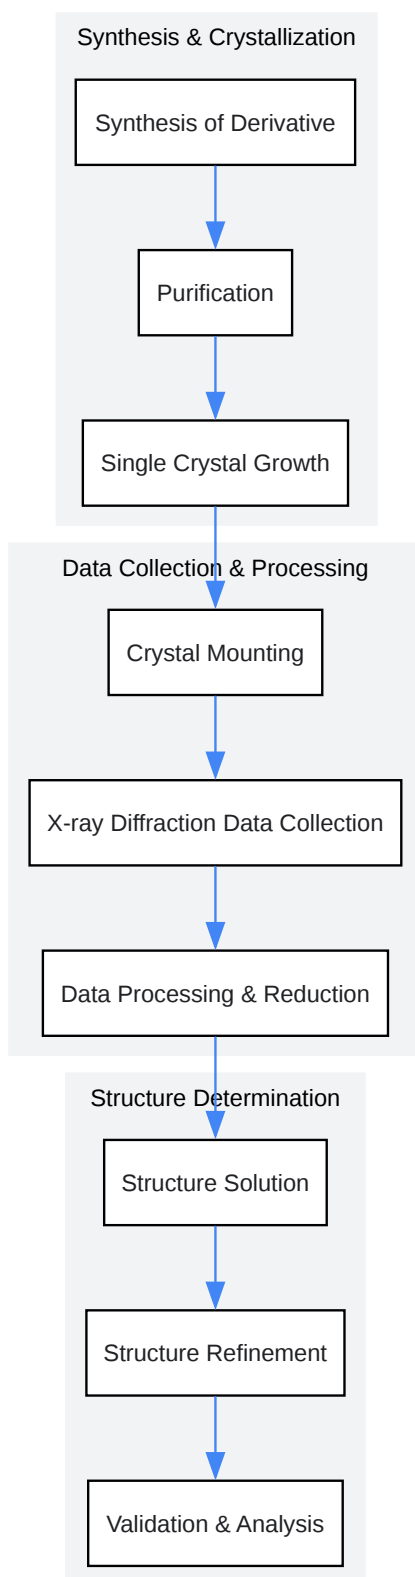 Synthesis & Crystallization
Synthesis of Derivative
Purification
Single Crystal Growth
Data Collection & Processing
Crystal Mounting
X-ray Diffraction Data Collection
Data Processing & Reduction
Structure Determination
Structure Solution
Structure Refinement
Validation & Analysis